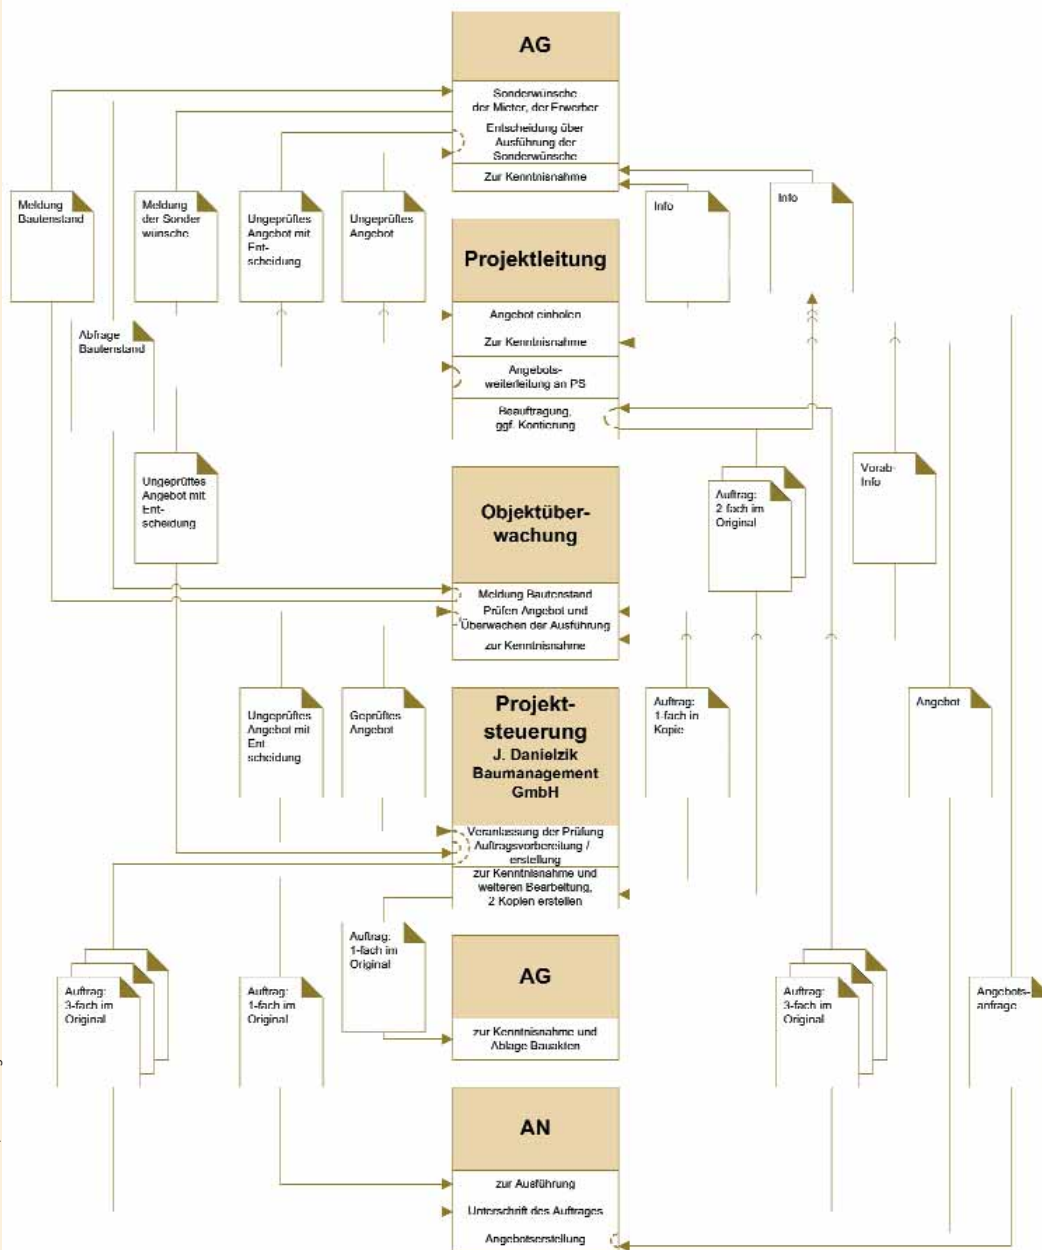 AG
Sonderwünsche
der Mieter, der Erwerber
Entscheidung über
Ausführung der
Sonderwünsche
Zur Kenntnisnahme
Meldung
Bautenstand
Meldung
der Sonder
wünsche
Ungeprüftes
Angebot mit
Ent-
scheidung
Ungeprüftes
Angebot
Info
Info
Projektleitung
Angebot einholen
Zur Kenntnisnahme
Angebots-
weiterleitung an PS
Beauftragung,
ggf. Kontierung
Abfrage
Bautenstand
Ungeprüftes
Angebot mit
Ent-
scheidung
Auftrag:
2 fach im
Original
Vorab-
Info
Objektüber-
wachung
Meldung Bautenstand
Prüfen Angebot und
Überwachen der Ausführung
zur Kenntnisnahme
Ungeprüftes
Angebot mit
Ent
scheidung
Geprüftes
Angebot
Projekt-
steuerung
J. Danielzik
Baumanagement
GmbH
Veranlassung der Prüfung
Auftragsvorbereitung /
erstellung
zur Kenntnisnahme und
weiteren Bearbeitung,
2 Kopien erstellen
Auftrag:
1-fach in
Kopie
Angebot
Auftrag:
1-fach im
Original
Auftrag:
3-fach im
Original
Auftrag:
1-fach im
Original
AG
zur Kenntnisnahme und
Ablage Bauakten
Auftrag:
3-fach im
Original
Angebots-
anfrage
AN
zur Ausführung
Unterschrift des Auftrages
Angebotserstellung